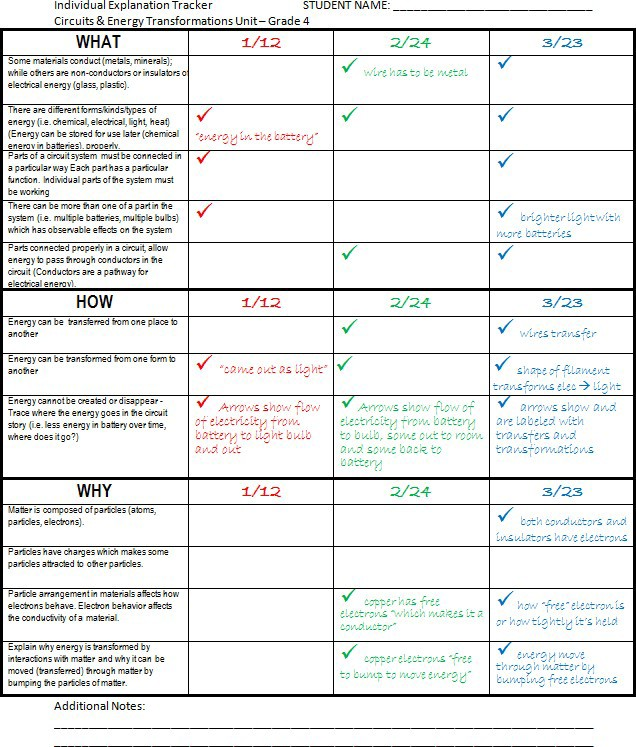 Individual Explanation Tracker STUDENT NAME: ______________________________
Circuits & Energy Transformations Unit – Grade 4
WHAT 1/12 2/24 3/23
Some materials conduct (metals, minerals);
while others are non-conductors or insulators of
electrical energy (glass, plastic).
✓ wire has to be metal
✓
There are different forms/kinds/types of
energy (i.e. chemical, electrical, light, heat)
(Energy can be stored for use later (chemical
energy in batteries). properly.
✓
"energy in the battery"
✓
✓
Parts of a circuit system must be connected in
a particular way Each part has a particular
function. Individual parts of the system must
be working
✓
✓
There can be more than one of a part in the
system (i.e. multiple batteries, multiple bulbs)
which has observable effects on the system
✓
✓ brighter light with
more batteries
Parts connected properly in a circuit, allow
energy to pass through conductors in the
circuit (Conductors are a pathway for
electrical energy).
✓
✓
HOW 1/12 2/24 3/23
Energy can be transferred from one place to
another
✓
✓ wires transfer
Energy can be transformed from one form to
another
✓ "came out as light"
✓
✓ shape of filament
transforms elec → light
Energy cannot be created or disappear -
Trace where the energy goes in the circuit
story (i.e. less energy in battery over time,
where does it go?)
✓ Arrows show flow
of electricity from
battery to light bulb
and out
✓ Arrows show flow of
electricity from battery
to bulb, some out to room
and some back to
battery
✓ arrows show and
are labeled with
transfers and
transformations
WHY 1/12 2/24 3/23
Matter is composed of particles (atoms,
particles, electrons).
✓ both conductors and
insulators have electrons
Particles have charges which makes some
particles attracted to other particles.
Particle arrangement in materials affects how
electrons behave. Electron behavior affects
the conductivity of a material.
✓ copper has free
electrons "which makes it a
conductor"
✓ how "free" electron is
or how tightly it's held
Explain why energy is transformed by
interactions with matter and why it can be
moved (transferred) through matter by
bumping the particles of matter.
✓ copper electrons "free
to bump to move energy"
✓ energy move
through matter by
bumping free electrons
Additional Notes: